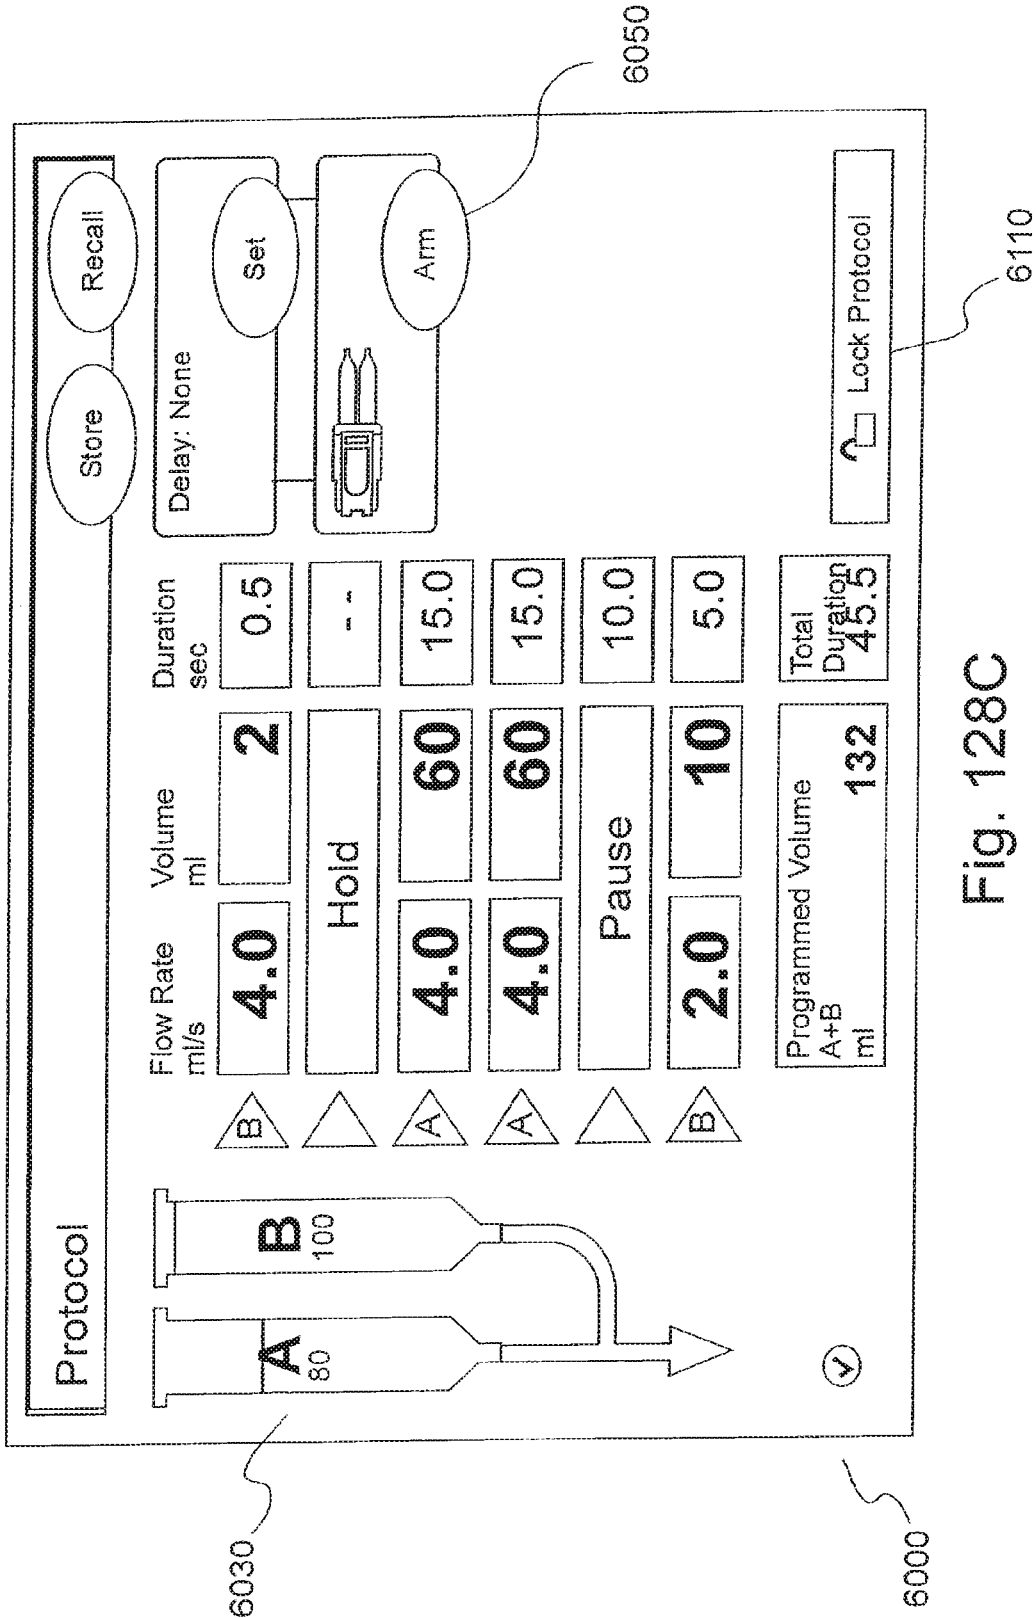 Protocol
Store
Recall
6030
A
80
B
100
Flow Rate
ml/s
Volume
ml
Duration
sec
B
4.0
2
0.5
Hold
--
A
4.0
60
15.0
A
4.0
60
15.0
Pause
10.0
B
2.0
10
5.0
Programmed Volume
A+B
ml
132
Total
Duration
45.5
Delay: None
Set
Arm
6050
Lock Protocol
6110
6000
Fig. 128C